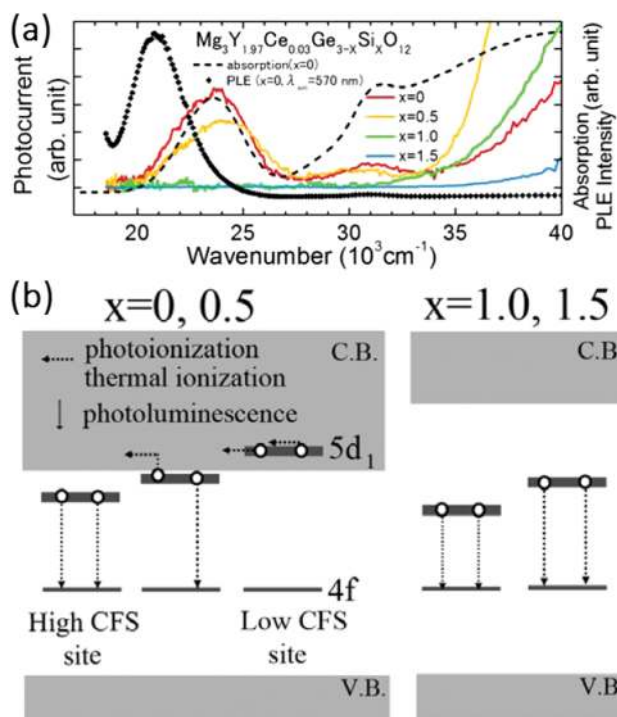 (a)
Mg3Y1.97Ce0.03Ge3-XSiXO12
absorption(x=0)
PLE (x=0, λem=570 nm)
x=0
x=0.5
x=1.0
x=1.5
Photocurrent
(arb. unit)
Absorption (arb. unit)
PLE Intensity
20 25 30 35 40
Wavenumber (10³cm⁻¹)
(b)
x=0, 0.5
x=1.0, 1.5
photoionization
thermal ionization
photoluminescence
C.B.
C.B
5d1
4f
High CFS
site
Low CFS
site
V.B.
V.B